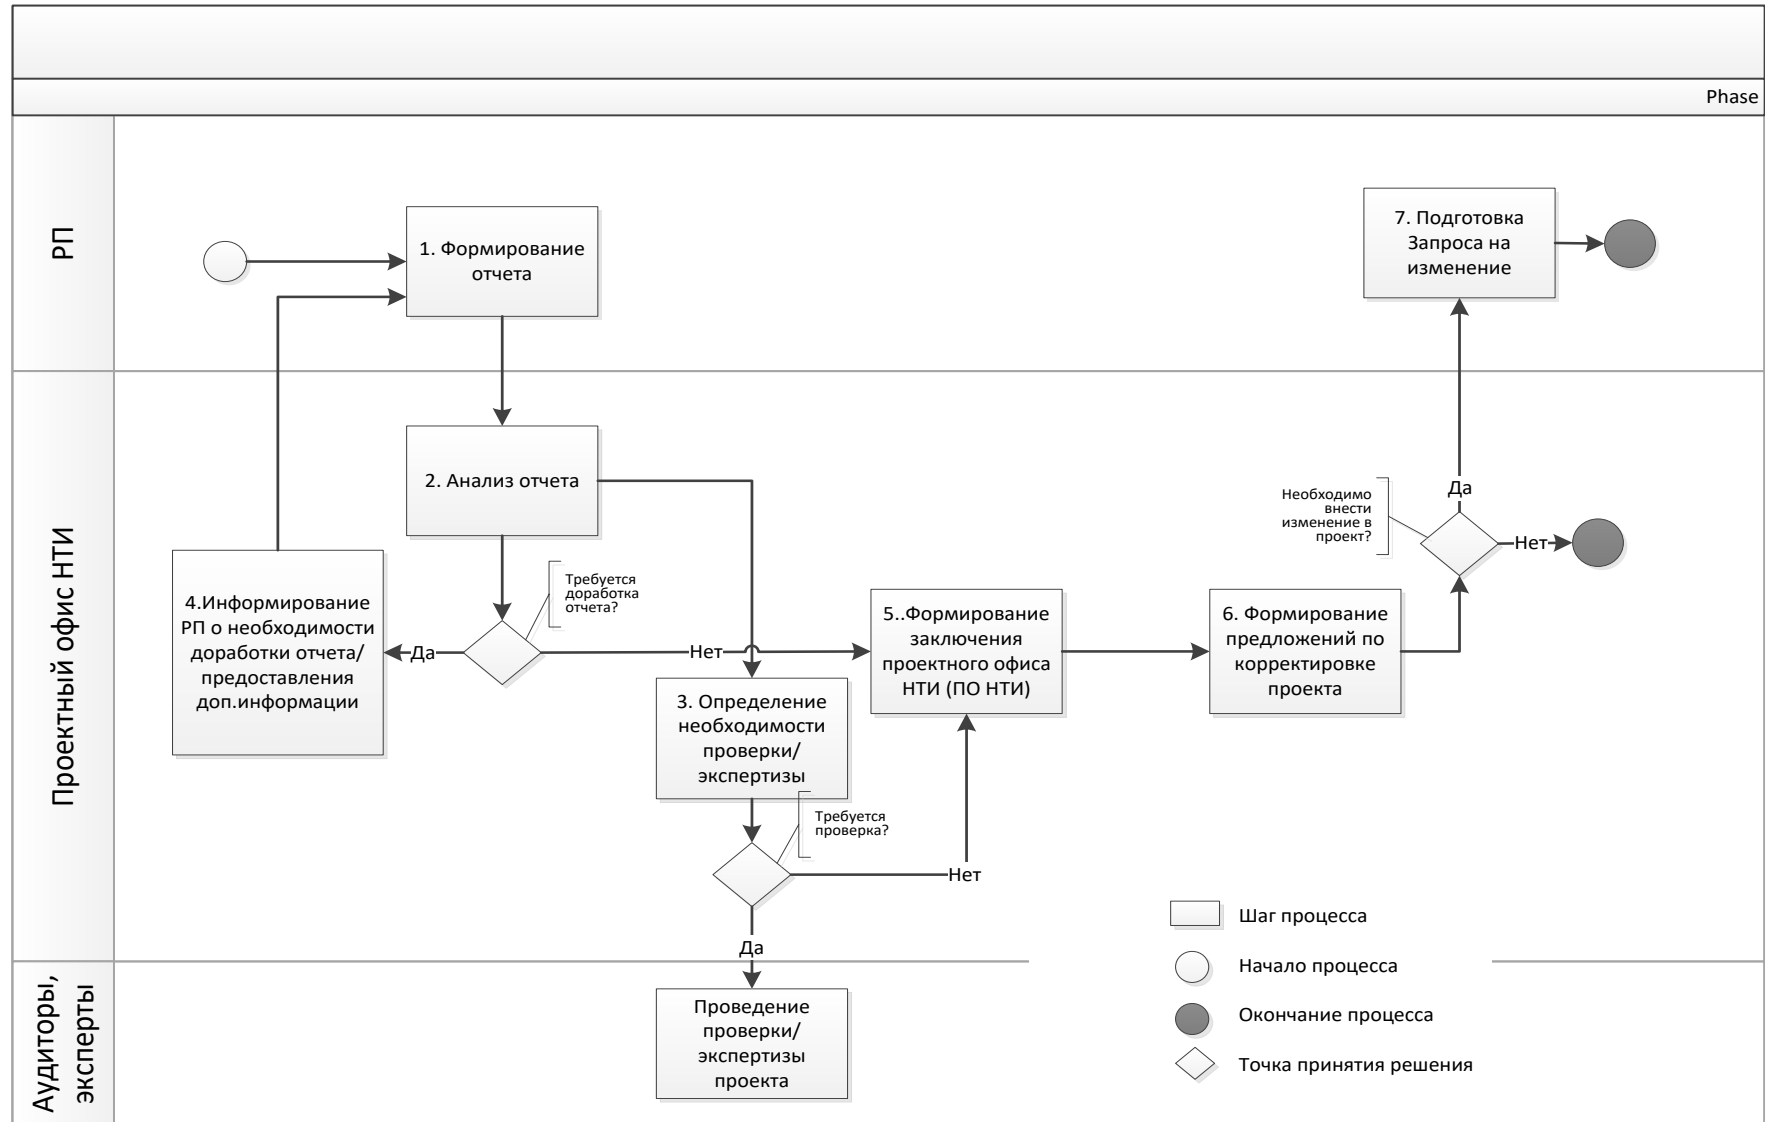 Phase
РП
1. Формирование
отчета
7. Подготовка
Запроса на
изменение
Проектный офис НТИ
2. Анализ отчета
Необходимо
внести
изменение в
проект?
Да
Нет
4.Информирование
РП о необходимости
доработки отчета/
предоставления
доп.информации
Да
Требуется
доработка
отчета?
Нет
5..Формирование
заключения
проектного офиса
НТИ (ПО НТИ)
6. Формирование
предложений по
корректировке
проекта
3. Определение
необходимости
проверки/
экспертизы
Требуется
проверка?
Нет
Да
Аудиторы,
эксперты
Проведение
проверки/
экспертизы
проекта
Шаг процесса
Начало процесса
Окончание процесса
Точка принятия решения